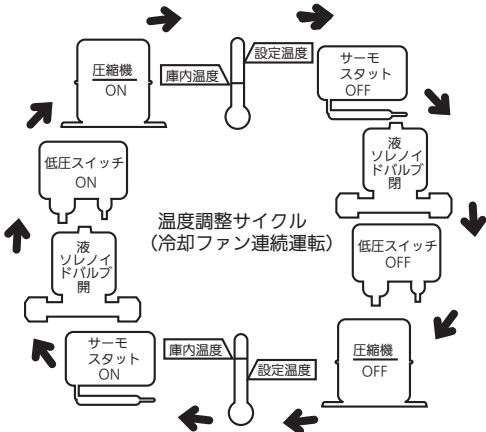 圧縮機
ON
庫内温度
設定温度
サーモ
スタット
OFF
液
ソレノイ
ドバルブ
閉
低圧スイッチ
OFF
圧縮機
OFF
庫内温度
設定温度
サーモ
スタット
ON
液
ソレノイ
ドバルブ
開
低圧スイッチ
ON
温度調整サイクル
（冷却ファン連続運転）